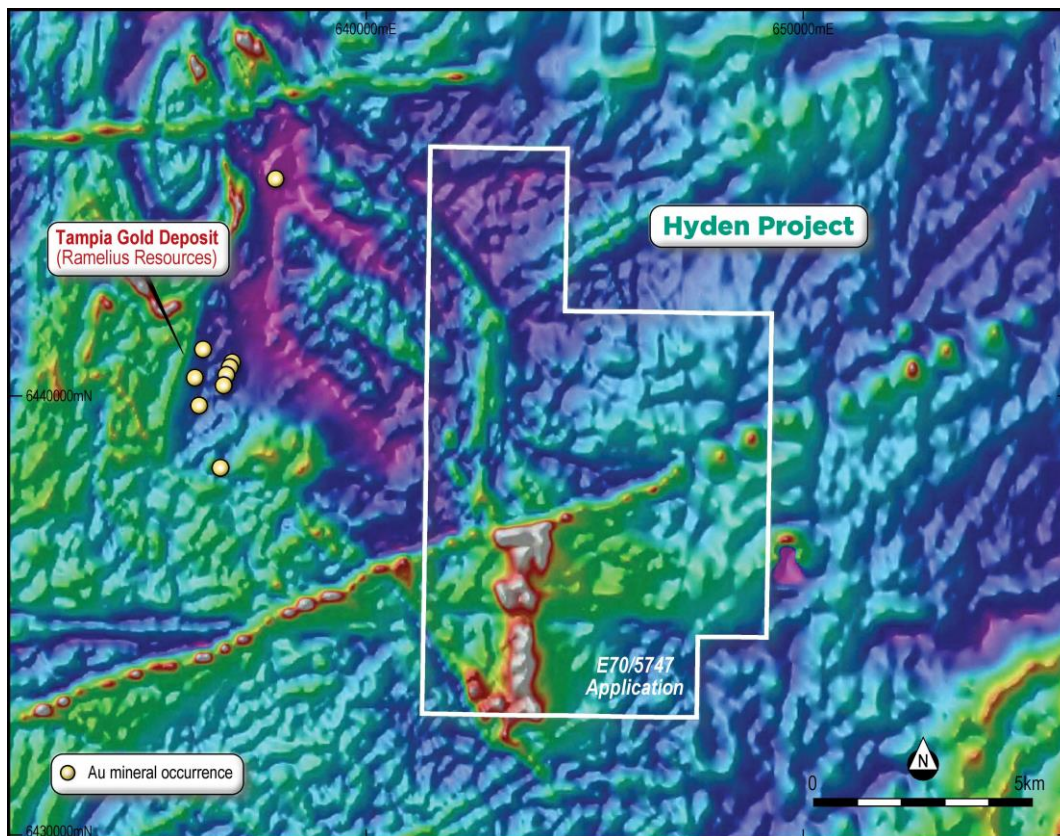 640000mE
650000mE
Hyden Project
Tampia Gold Deposit
(Ramelius Resources)
6440000mN
E70/5747
Application
Au mineral occurrence
N
0
5km
6430000mN